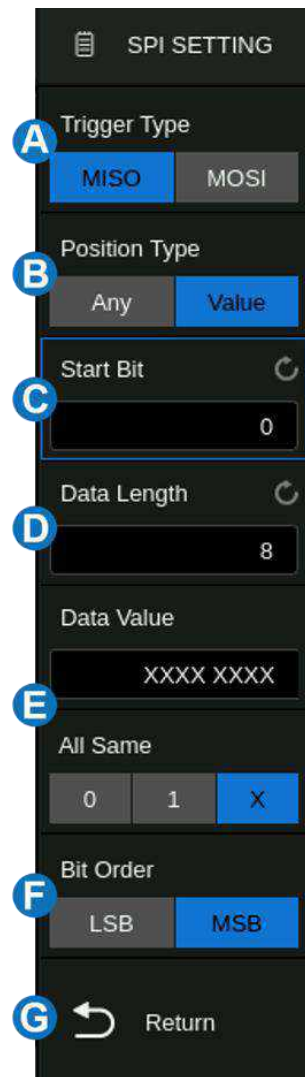 SPI SETTING
A
Trigger Type
MISO MOSI
B
Position Type
Any Value
C
Start Bit
0
D
Data Length
8
Data Value
XXXX XXXX
E
All Same
0 1 X
F
Bit Order
LSB MSB
G
Return